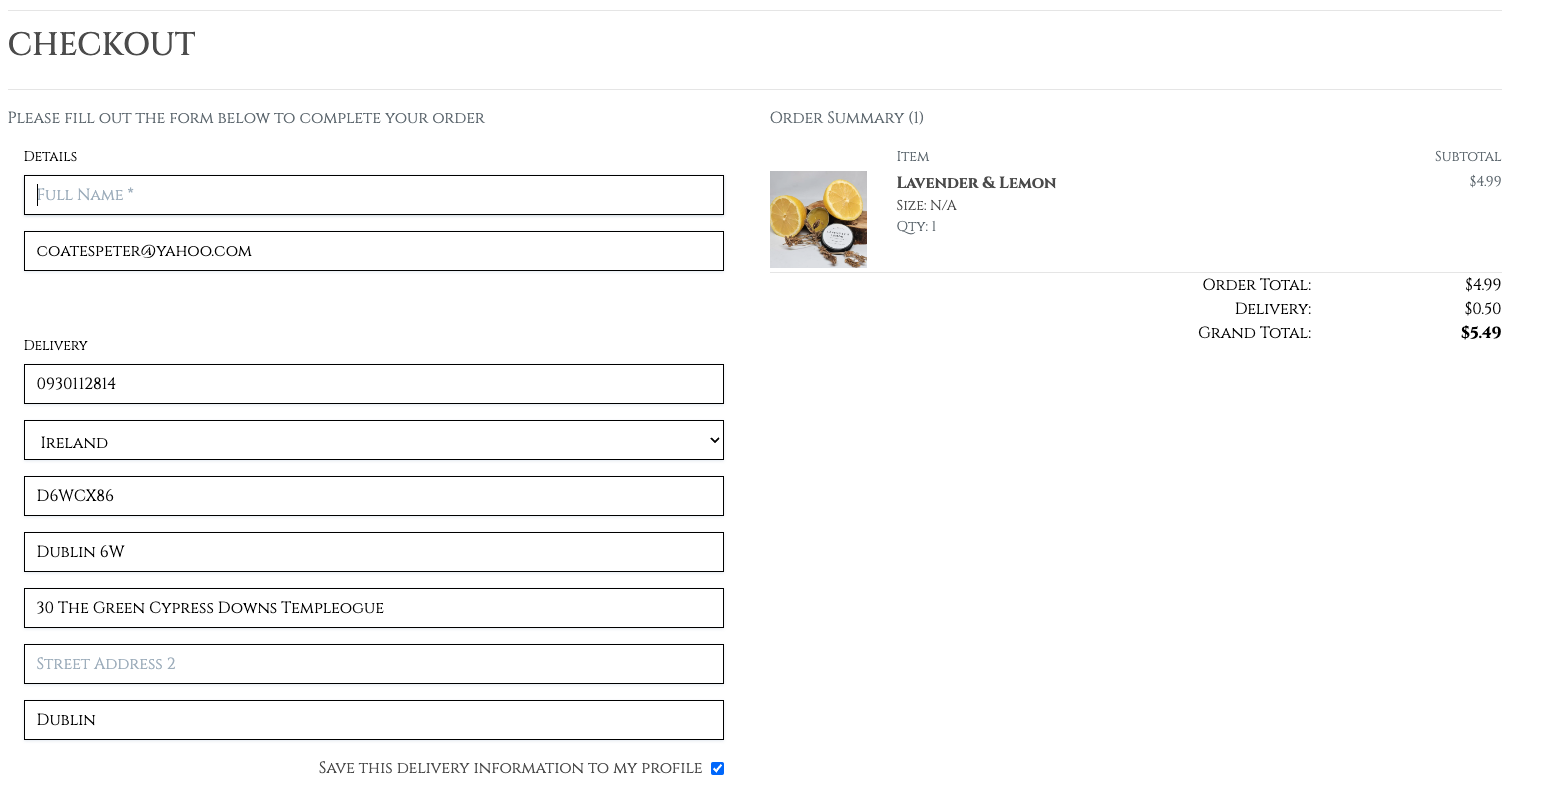 Checkout
Please fill out the form below to complete your order
Details
Full Name *
coatespeter@yahoo.com
Delivery
0930112814
Ireland
D6WCX86
Dublin 6W
30 The Green Cypress Downs Templeogue
Street Address 2
Dublin
Save this delivery information to my profile
Order Summary (1)
Item Subtotal
Lavender & Lemon $4.99
Size: N/A
Qty: 1
Order Total: $4.99
Delivery: $0.50
Grand Total: $5.49